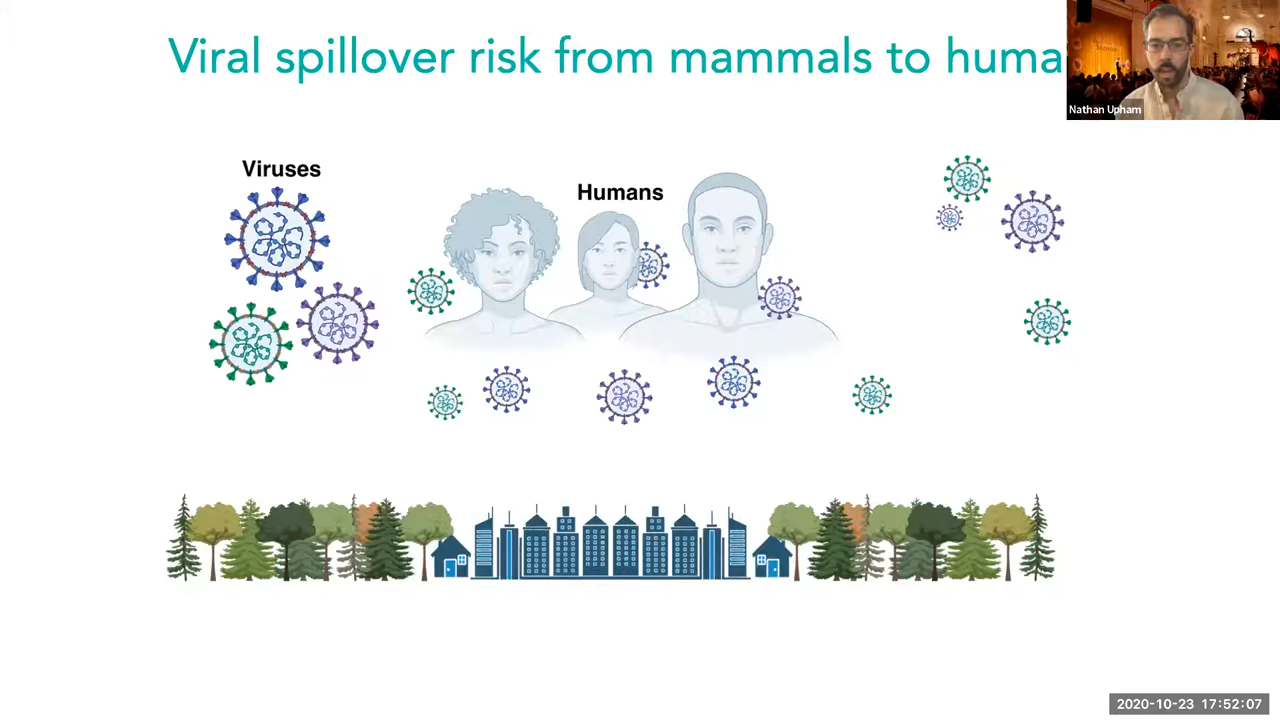 Viral spillover risk from mammals to huma
Nathan Upham
Viruses
Humans
2020-10-23 17:52:07